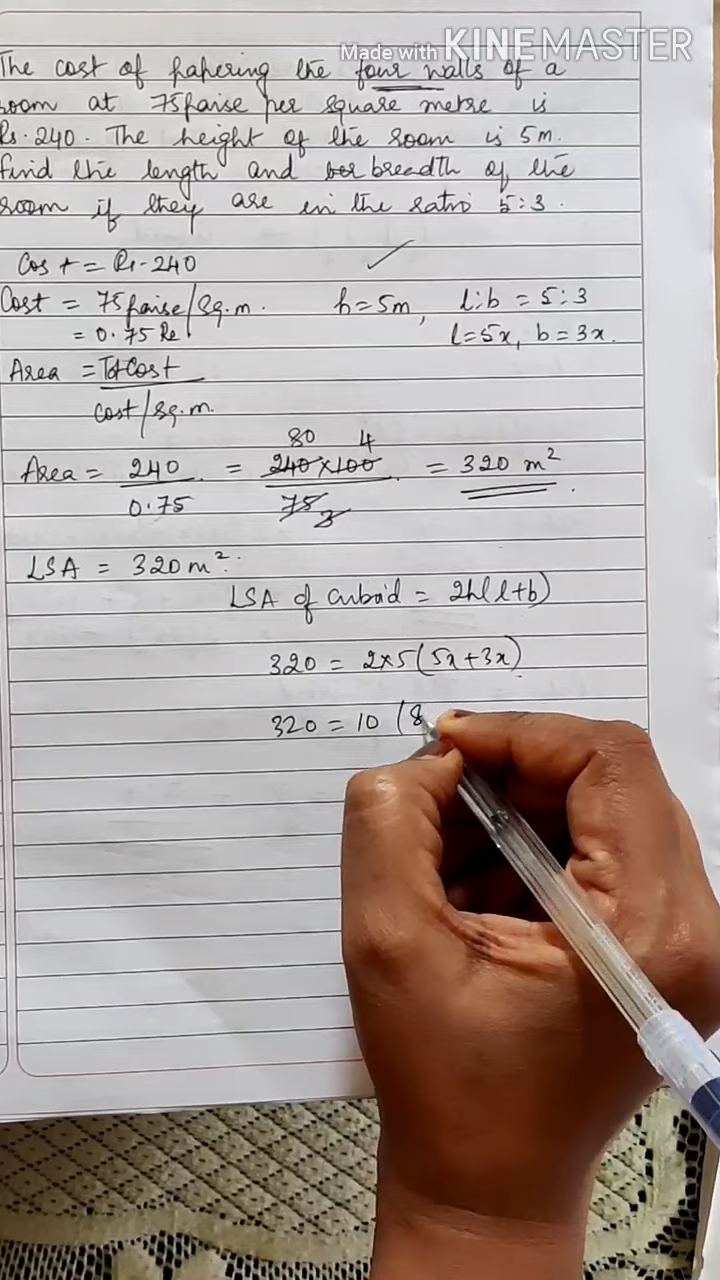 Made with KINEMASTER
The cost of papering the four walls of a
room at 75 paise per square metre is
Rs. 240. The height of the room is 5m.
find the length and breadth of the
room if they are in the ratio 5:3.
Cost = Rs-240 ✓
Cost = 75 paise/sq.m. h=5m, l:b = 5:3
= 0.75 Re l=5x, b=3x.
Area = Tot Cost
cost/sq.m.
80 4
Area = 240 = 240×100 = 320 m².
0.75 75 3
LSA = 320m².
LSA of cuboid = 2h(l+b)
320 = 2×5(5x+3x)
320 = 10 (8